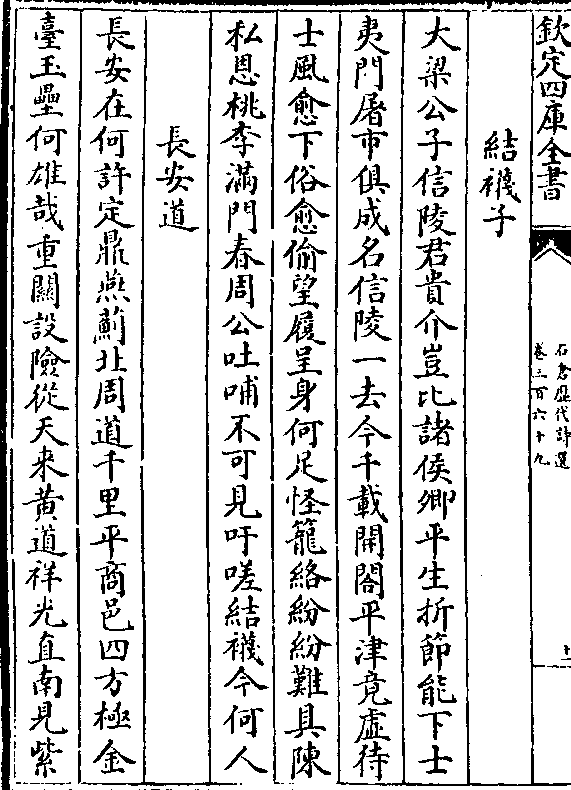 欽定四庫全書
石倉歷代詩選
卷三百六十九
十一
結襪子
大梁公子信陵君貴介豈比諸侯卿平生折節能下士
夷門屠市俱成名信陵一去今千載開閤平津竟虛待
士風愈下俗愈偷望履呈身何足怪籠絡紛紛難具陳
私恩桃李滿門春周公吐哺不可見吁嗟結襪今何人
長安道
長安在何許定鼎燕薊北周道千里平商邑四方極金
臺玉壘何雄哉重關設險從天來黃道祥光直南見紫